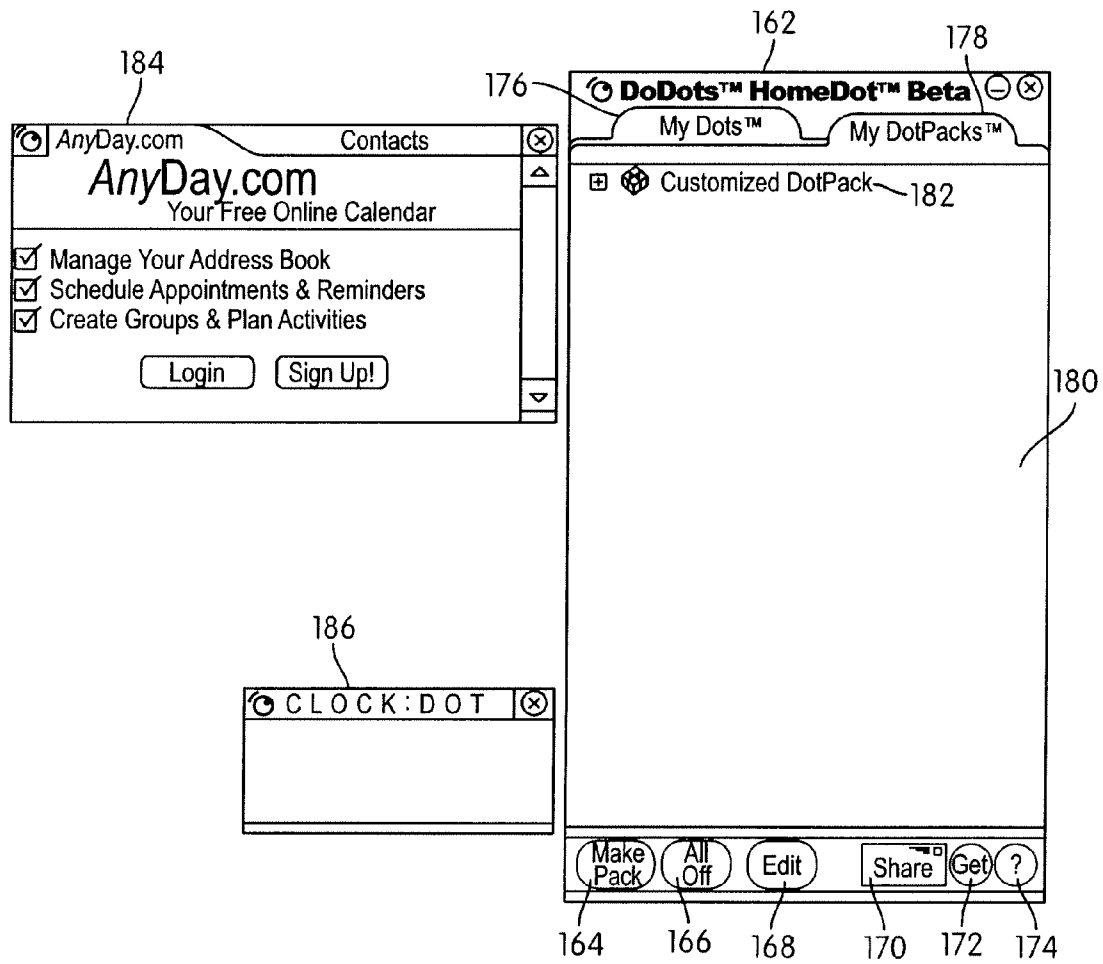 184
AnyDay.com Contacts
AnyDay.com
Your Free Online Calendar
Manage Your Address Book
Schedule Appointments & Reminders
Create Groups & Plan Activities
Login Sign Up!
186
CLOCK:DOT
162
178
176
DoDots™ HomeDot™ Beta
My Dots™ My DotPacks™
Customized DotPack
182
180
Make Pack
All Off
Edit
Share
Get
?
164 166 168 170 172 174